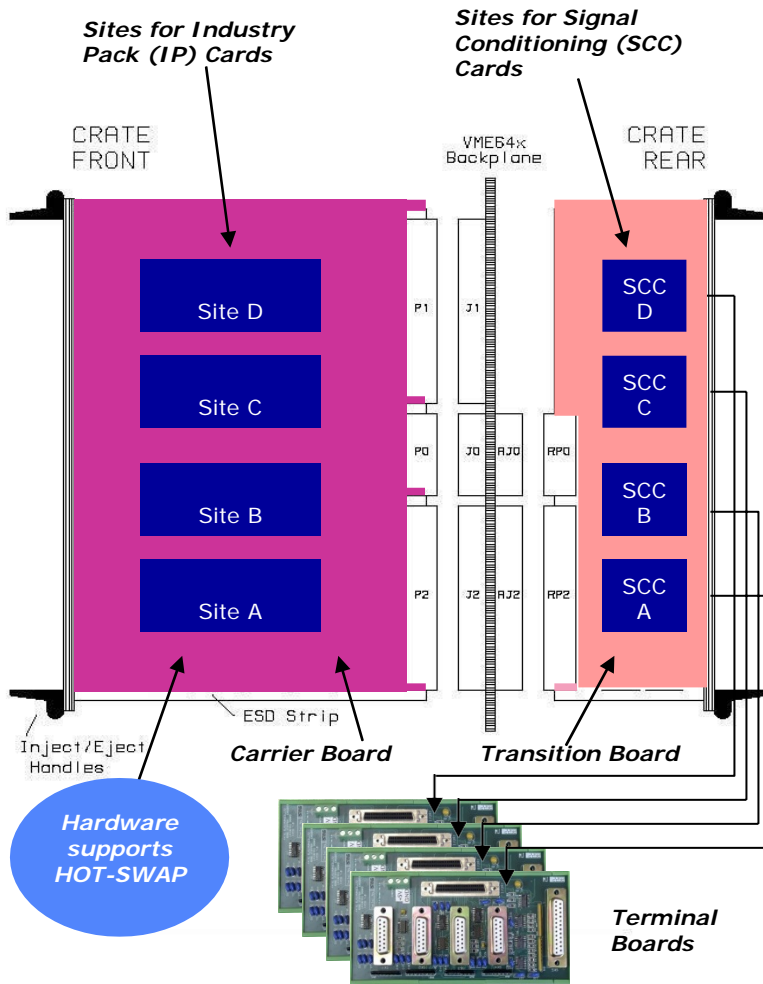 Sites for Industry
Pack (IP) Cards
Sites for Signal
Conditioning (SCC)
Cards
CRATE
FRONT
VME64x
Backplane
CRATE
REAR
Site D
P1
J1
SCC
D
Site C
SCC
C
P0
J0
RJ0
RP0
Site B
SCC
B
Site A
P2
J2
RJ2
RP2
SCC
A
ESD Strip
Inject/Eject
Handles
Carrier Board
Transition Board
Hardware
supports
HOT-SWAP
Terminal
Boards